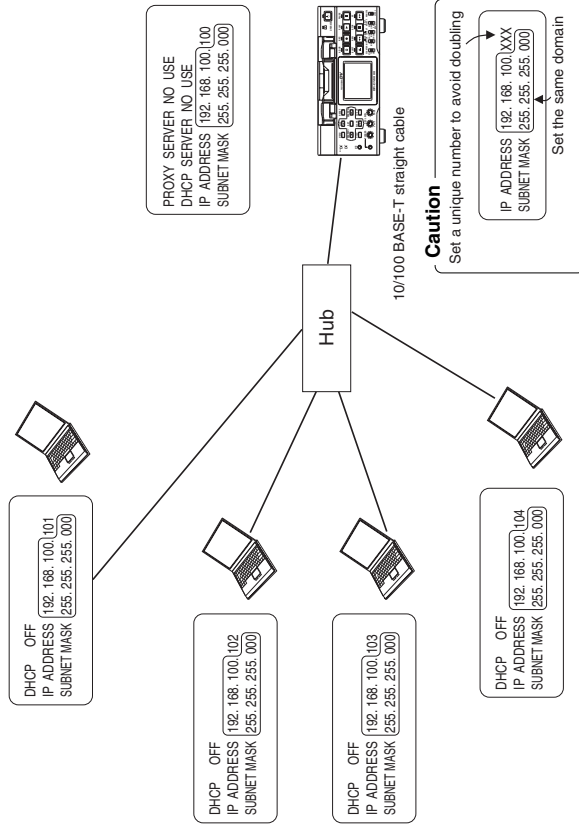 DHCP OFF
IP ADDRESS 192. 168. 100. 101
SUBNET MASK 255. 255. 255. 000
DHCP OFF
IP ADDRESS 192. 168. 100. 102
SUBNET MASK 255. 255. 255. 000
DHCP OFF
IP ADDRESS 192. 168. 100. 103
SUBNET MASK 255. 255. 255. 000
DHCP OFF
IP ADDRESS 192. 168. 100. 104
SUBNET MASK 255. 255. 255. 000
Hub
PROXY SERVER NO USE
DHCP SERVER NO USE
IP ADDRESS 192. 168. 100. 100
SUBNET MASK 255. 255. 255. 000
10/100 BASE-T straight cable
Caution
Set a unique number to avoid doubling
IP ADDRESS 192. 168. 100. XXX
SUBNET MASK 255. 255. 255. 000
Set the same domain